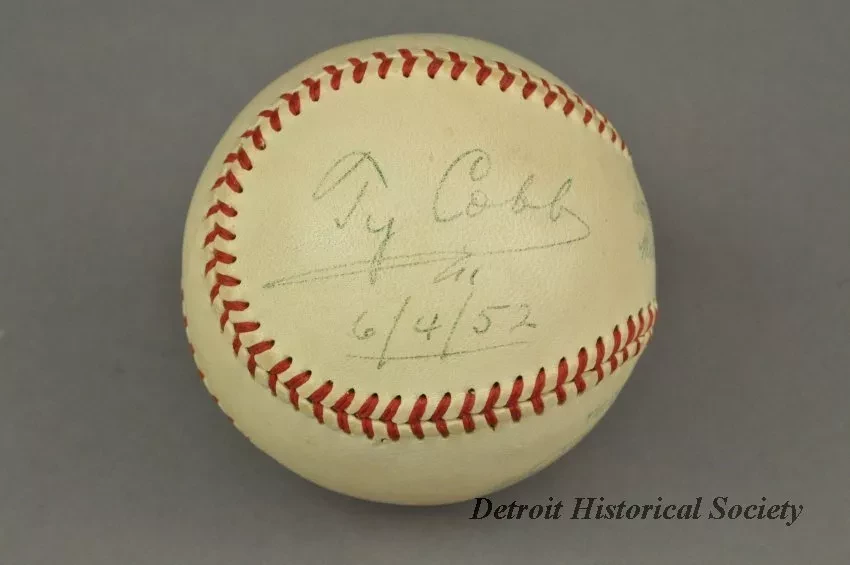 Ty Cobb
6/4/52
Detroit Historical Society